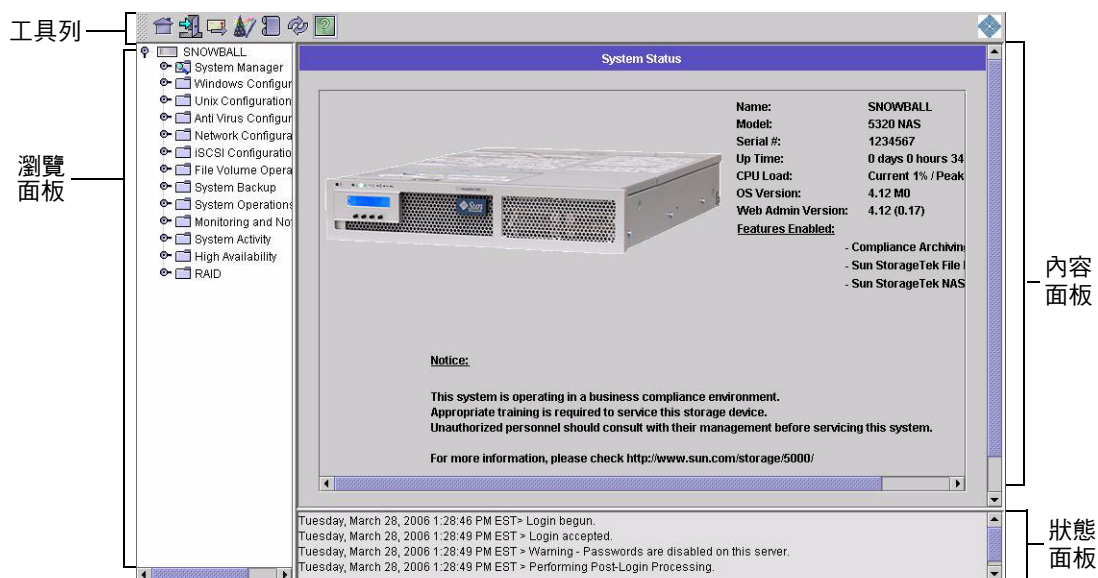 工具列
瀏覽
面板
SNOWBALL
System Manager
Windows Configur
Unix Configuration
Anti Virus Configur
Network Configura
iSCSI Configuratio
File Volume Opera
System Backup
System Operations
Monitoring and No
System Activity
High Availability
RAID
System Status
Sun
Name: SNOWBALL
Model: 5320 NAS
Serial #: 1234567
Up Time: 0 days 0 hours 34
CPU Load: Current 1% / Peak
OS Version: 4.12 M0
Web Admin Version: 4.12 (0.17)
Features Enabled:
- Compliance Archiving
- Sun StorageTek File
- Sun StorageTek NAS
Notice:
This system is operating in a business compliance environment.
Appropriate training is required to service this storage device.
Unauthorized personnel should consult with their management before servicing this system.
For more information, please check http://www.sun.com/storage/5000/
內容
面板
Tuesday, March 28, 2006 1:28:46 PM EST> Login begun.
Tuesday, March 28, 2006 1:28:49 PM EST > Login accepted.
Tuesday, March 28, 2006 1:28:49 PM EST > Warning - Passwords are disabled on this server.
Tuesday, March 28, 2006 1:28:49 PM EST > Performing Post-Login Processing.
狀態
面板